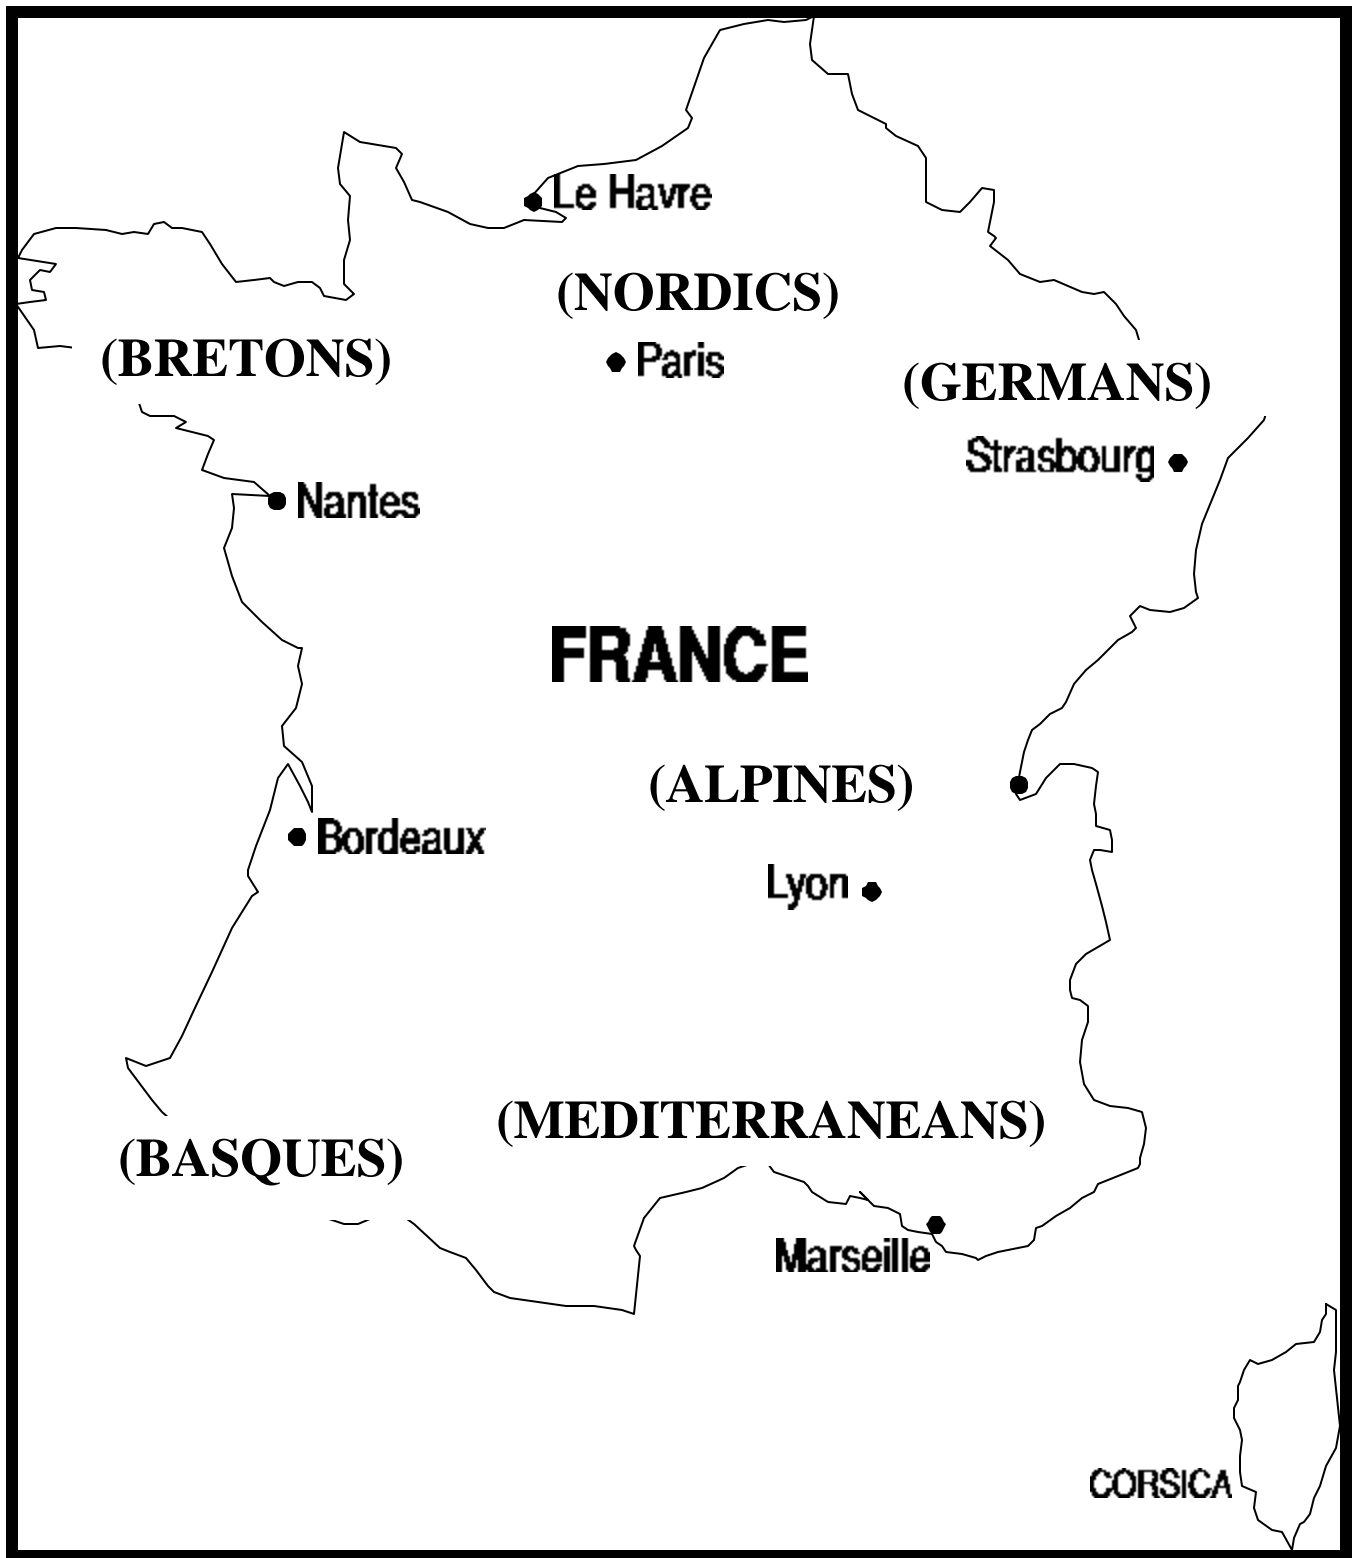 Le Havre
(NORDICS)
(BRETONS)
Paris
(GERMANS)
Strasbourg
Nantes
FRANCE
(ALPINES)
Bordeaux
Lyon
(MEDITERRANEANS)
(BASQUES)
Marseille
CORSICA